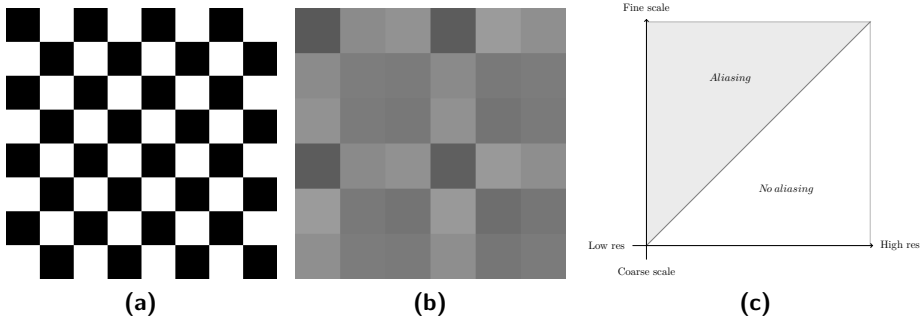 Fine scale
Aliasing
No aliasing
Low res
High res
Coarse scale
(a)
(b)
(c)